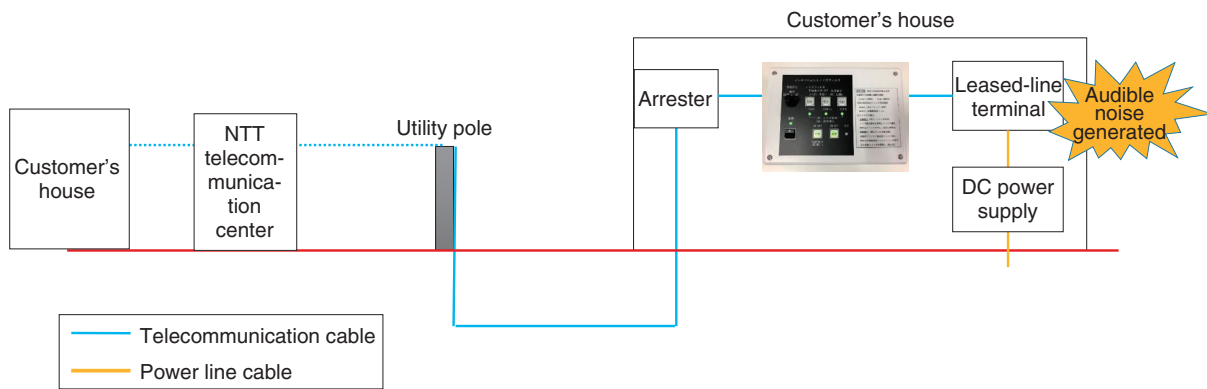 Customer's house
Arrester
Leased-line
terminal
Audible
noise
generated
Utility pole
NTT
telecom-
munica-
tion
center
Customer's
house
DC power
supply
Telecommunication cable
Power line cable